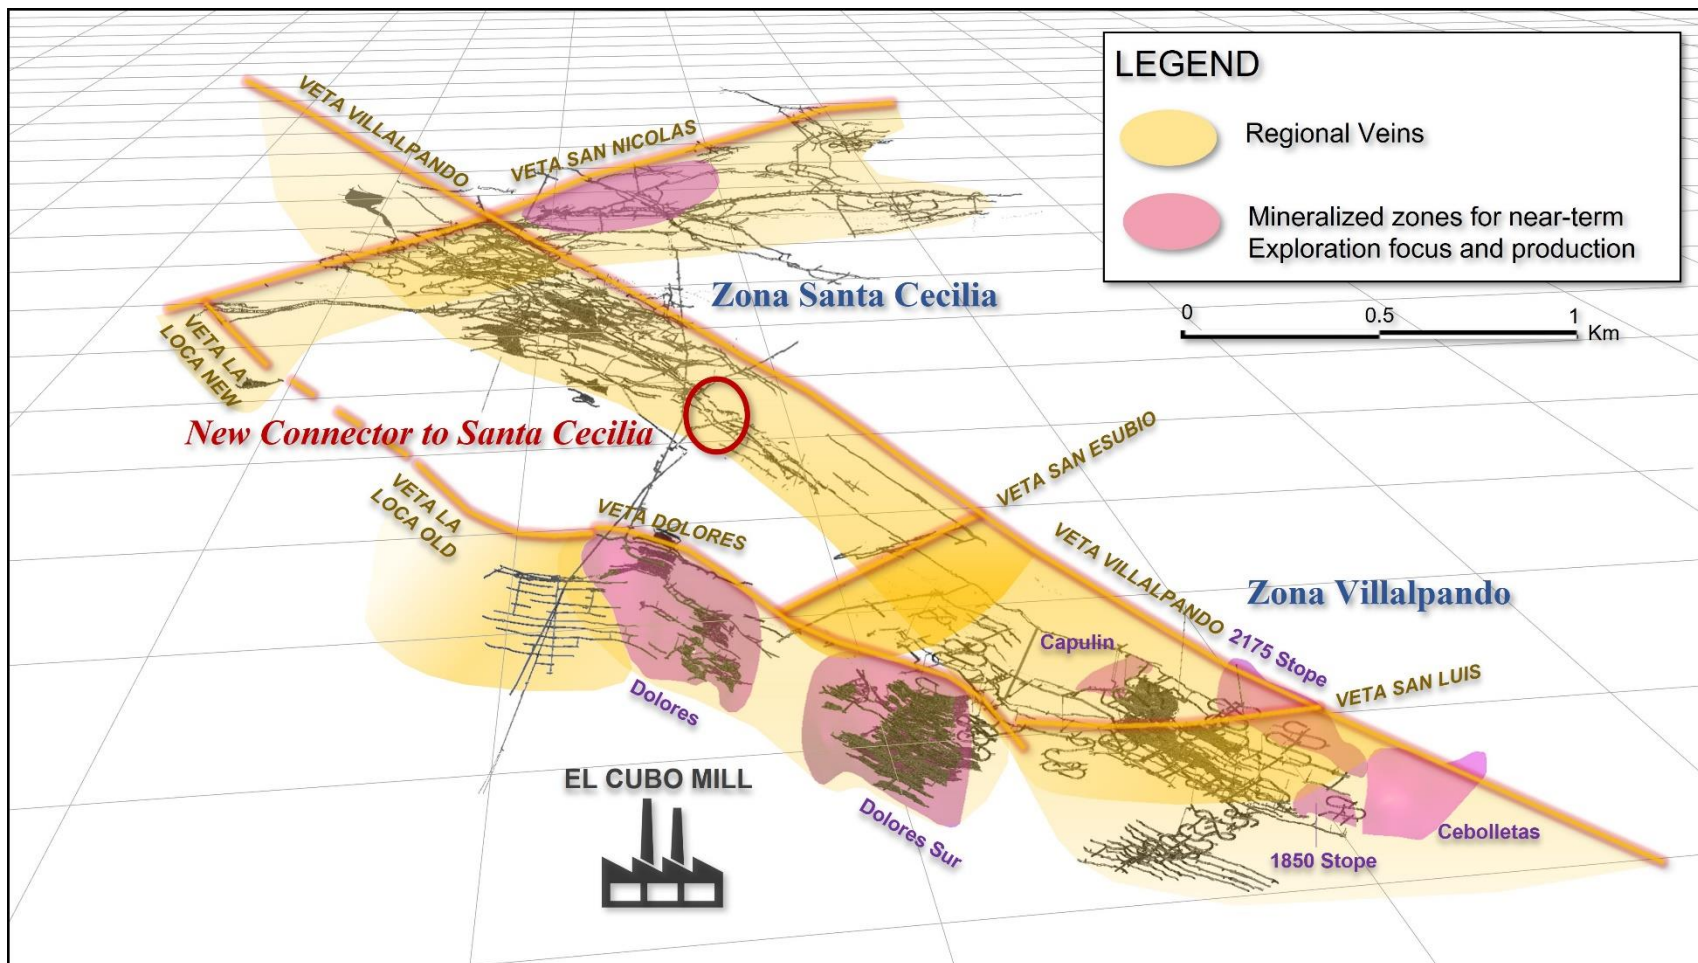 LEGEND
Regional Veins
Mineralized zones for near-term
Exploration focus and production
0
0.5
1
Km
VETA VILLALPANDO
VETA SAN NICOLAS
Zona Santa Cecilia
VETA LA
LOCA NEW
New Connector to Santa Cecilia
VETA LA
LOCA OLD
VETA DOLORES
VETA SAN ESUBIO
VETA VILLALPANDO
Zona Villalpando
Capulin
2175 Stope
VETA SAN LUIS
Dolores
EL CUBO MILL
Dolores Sur
1850 Stope
Cebolletas